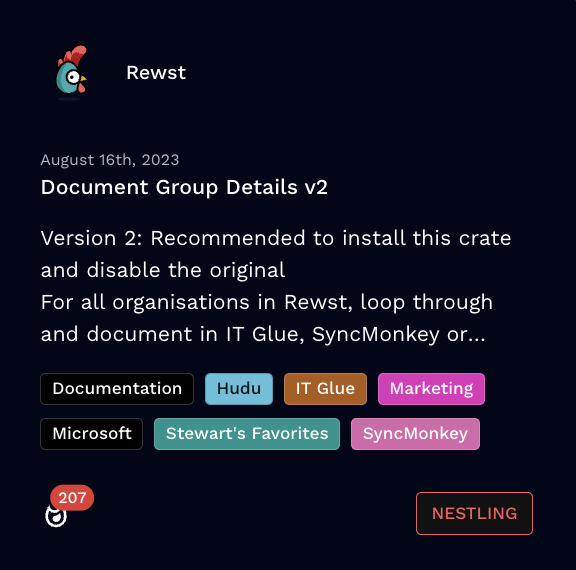 Rewst
August 16th, 2023
Document Group Details v2
Version 2: Recommended to install this crate
and disable the original
For all organisations in Rewst, loop through
and document in IT Glue, SyncMonkey or...
Documentation Hudu IT Glue Marketing
Microsoft Stewart's Favorites SyncMonkey
207
NESTLING